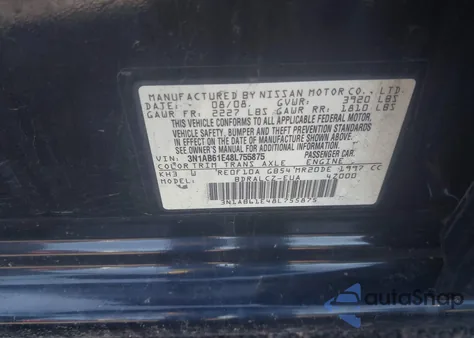 MANUFACTURED BY NISSAN MOTOR CO., LTD.
DATE: - 08/08. GVWR: 3920 LBS
GAWR FR: 2227 LBS GAWR RR: 1810 LBS
THIS VEHICLE CONFORMS TO ALL APPLICABLE FEDERAL MOTOR
VEHICLE SAFETY, BUMPER AND THEFT PREVENTION STANDARDS
IN EFFECT ON THE DATE OF MANUFACTURE SHOWN ABOVE.
SEE OWNER'S MANUAL FOR ADDITIONAL INFORMATION.
VIN: 3N1AB61E48L755875 PASSENGER CAR.
COLOR TRIM TRANS AXLE ENGINE.
KH3 W RE0F10A GB54 MR20DE 1997 CC
MODEL: BDRALCZ-EUA 42000
3N1AB61E48L755875
AutoSnap